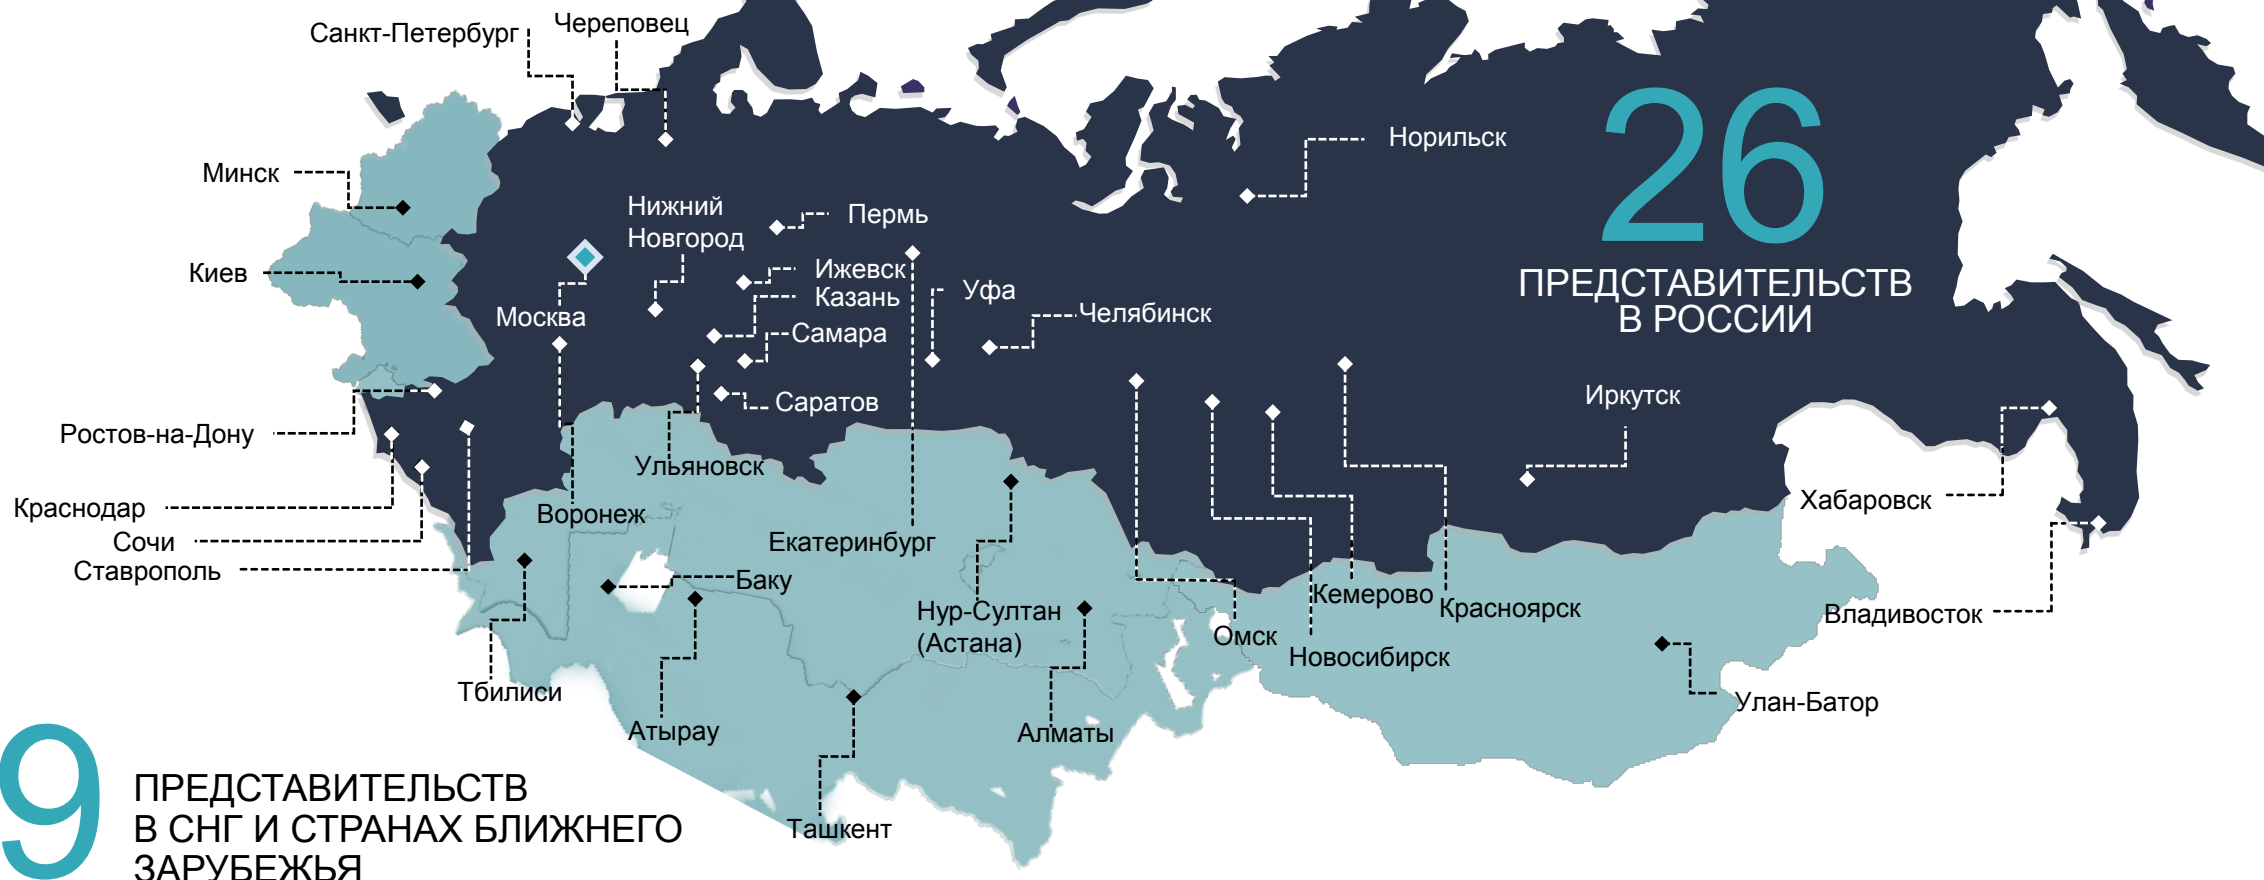 Санкт-Петербург
Череповец
Минск
Норильск
26
Нижний
Новгород
Пермь
Киев
Ижевск
Казань
Уфа
ПРЕДСТАВИТЕЛЬСТВ
В РОССИИ
Москва
Самара
Челябинск
Саратов
Иркутск
Ростов-на-Дону
Ульяновск
Краснодар
Воронеж
Хабаровск
Сочи
Екатеринбург
Ставрополь
Баку
Нур-Султан
(Астана)
Кемерово
Красноярск
Владивосток
Омск
Новосибирск
Тбилиси
Улан-Батор
Атырау
Алматы
9
ПРЕДСТАВИТЕЛЬСТВ
В СНГ И СТРАНАХ БЛИЖНЕГО
ЗАРУБЕЖЬЯ
Ташкент